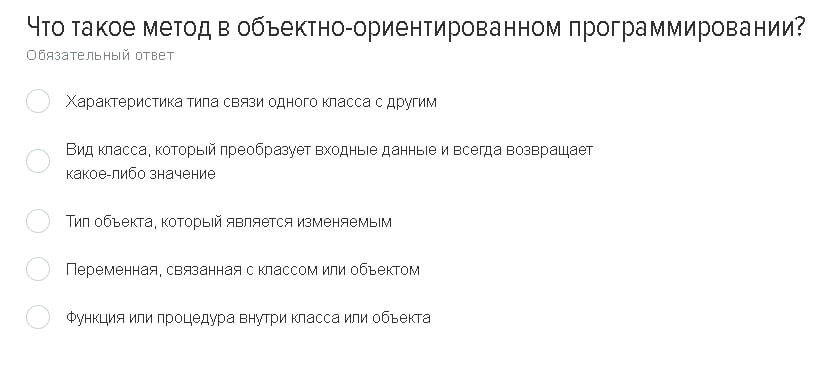 Что такое метод в объектно-ориентированном программировании?
Обязательный ответ
Характеристика типа связи одного класса с другим
Вид класса, который преобразует входные данные и всегда возвращает
какое-либо значение
Тип объекта, который является изменяемым
Переменная, связанная с классом или объектом
Функция или процедура внутри класса или объекта